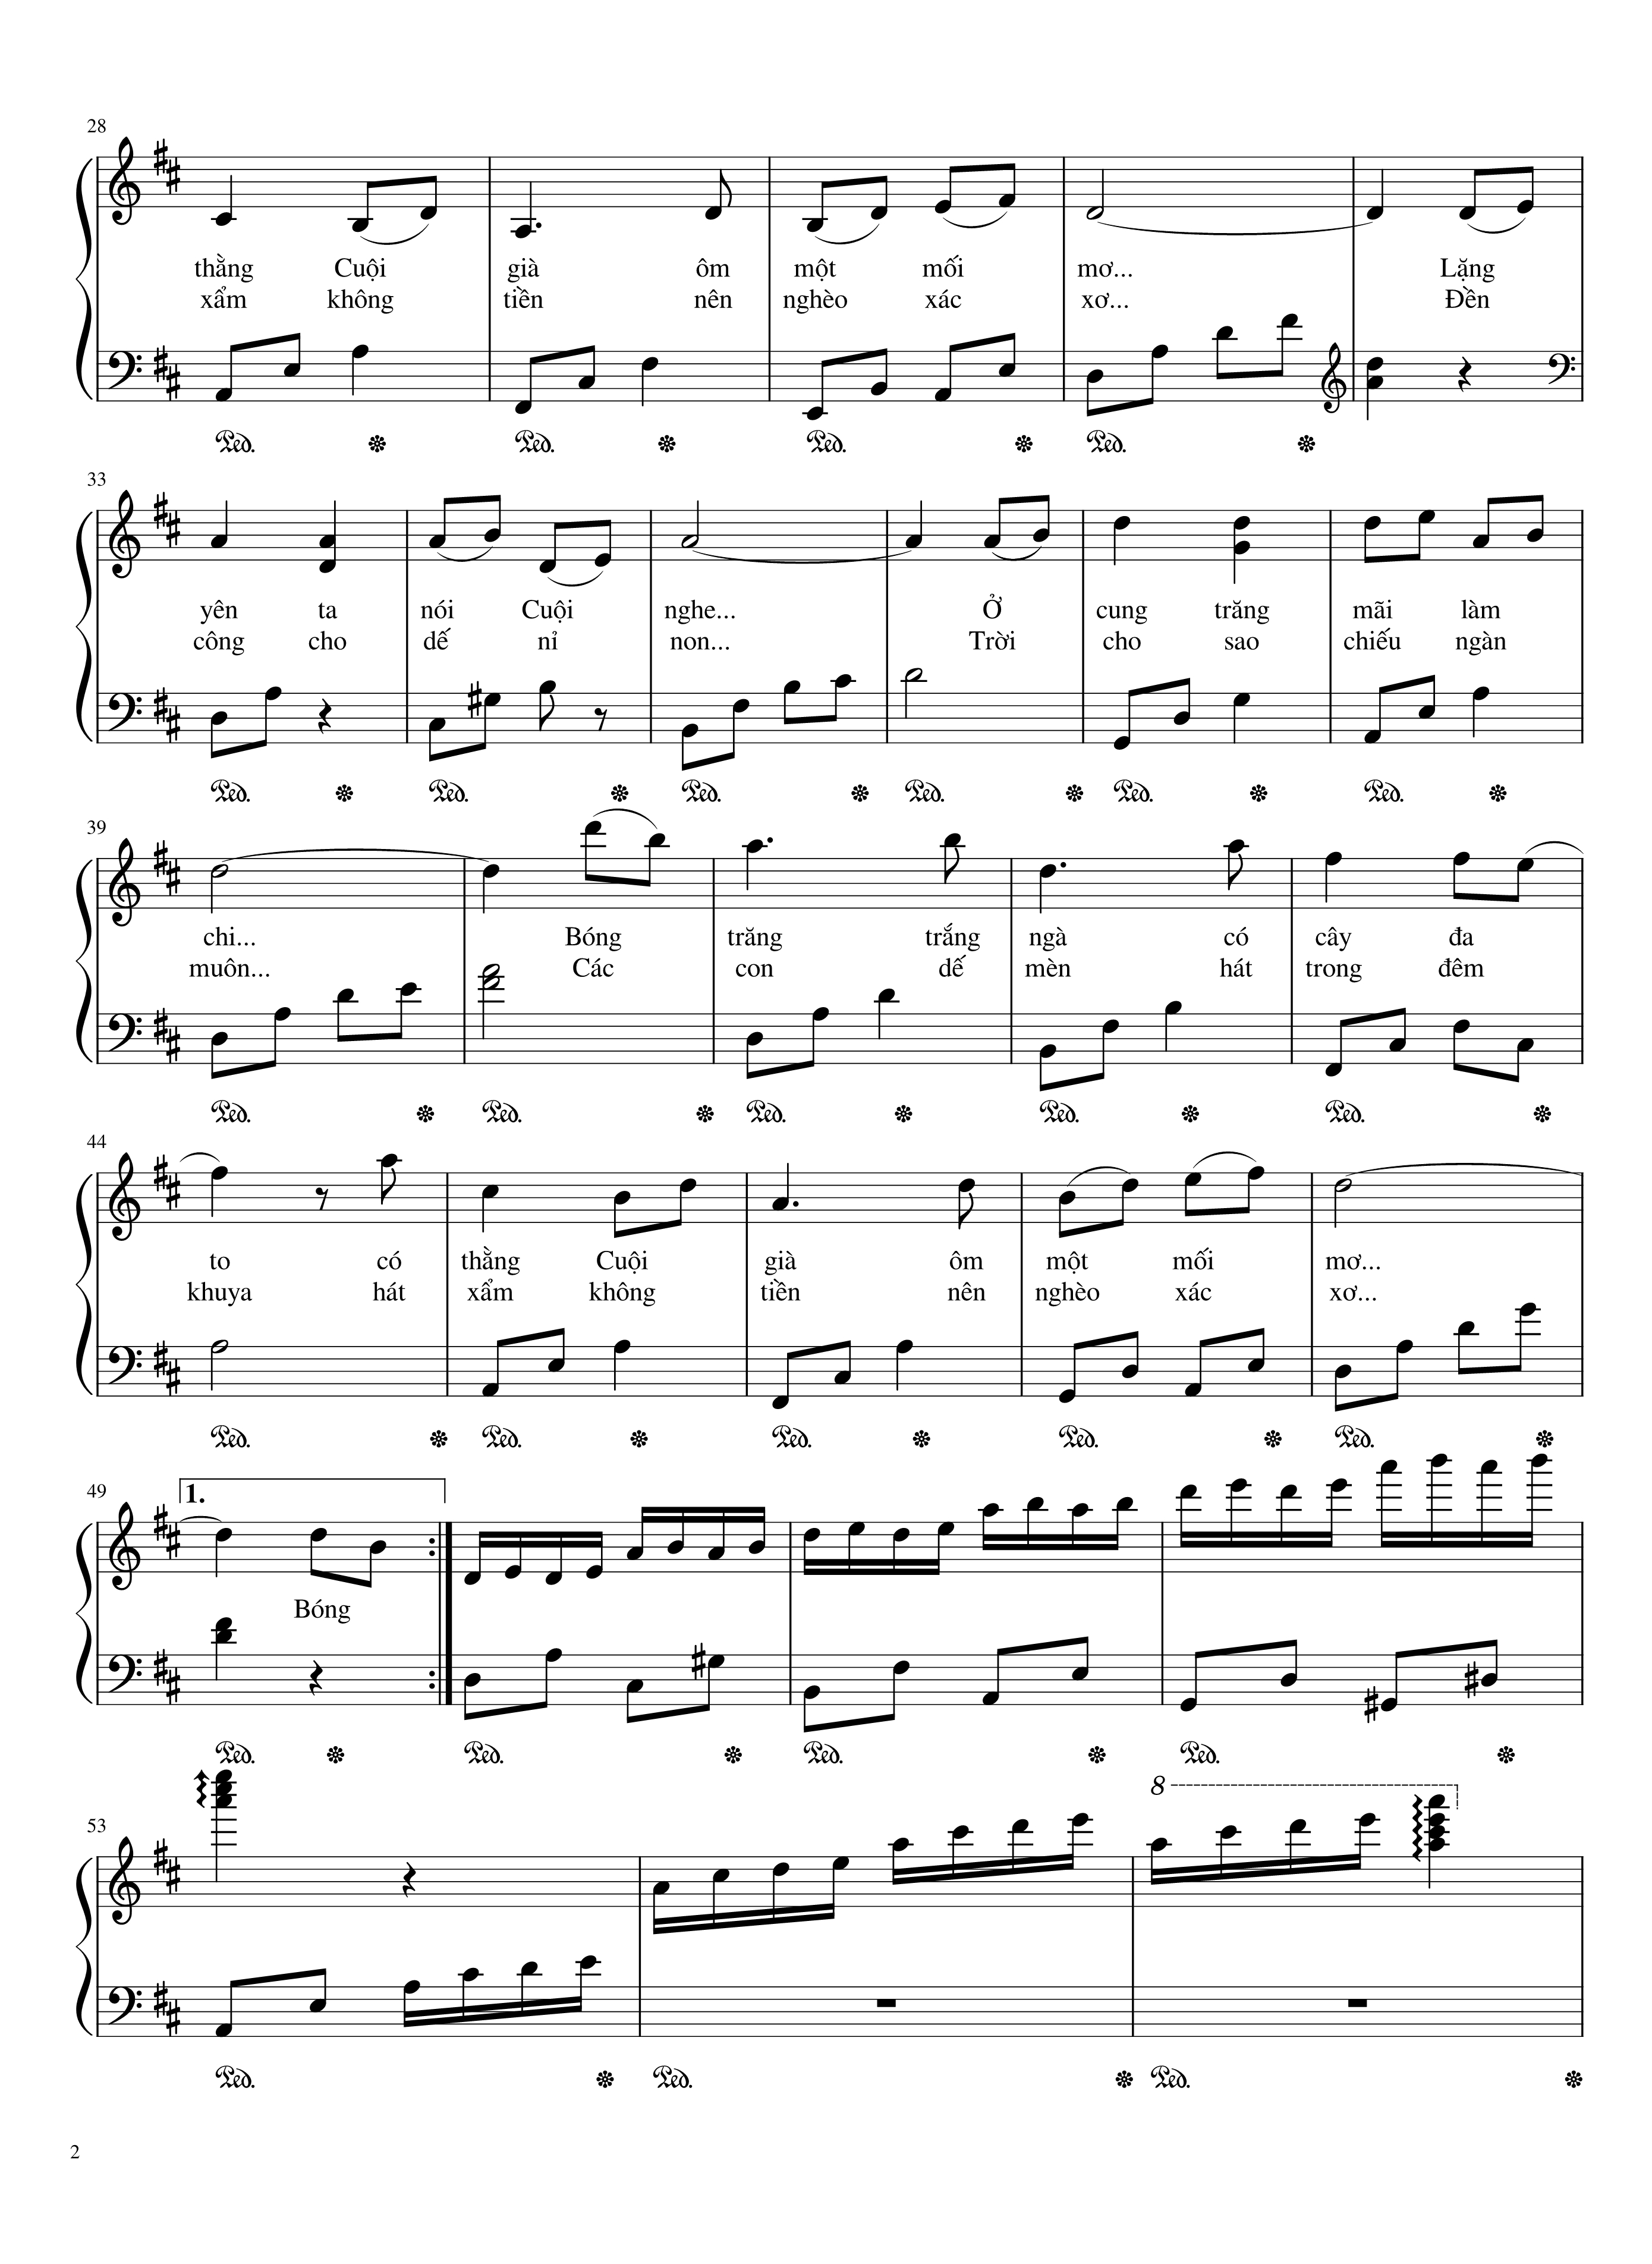 28
thằng Cuội già ôm một mối mơ... Lặng
xẩm không tiền nên nghèo xác xơ... Đền
33
yên ta nói Cuội nghe... Ở cung trăng mãi làm
công cho dế nỉ non... Trời cho sao chiếu ngàn
39
chi... Bóng trăng trắng ngà có cây đa
muôn... Các con dế mèn hát trong đêm
44
to có thằng Cuội già ôm một mối mơ...
khuya hát xẩm không tiền nên nghèo xác xơ...
49
1.
Bóng
8
53
2